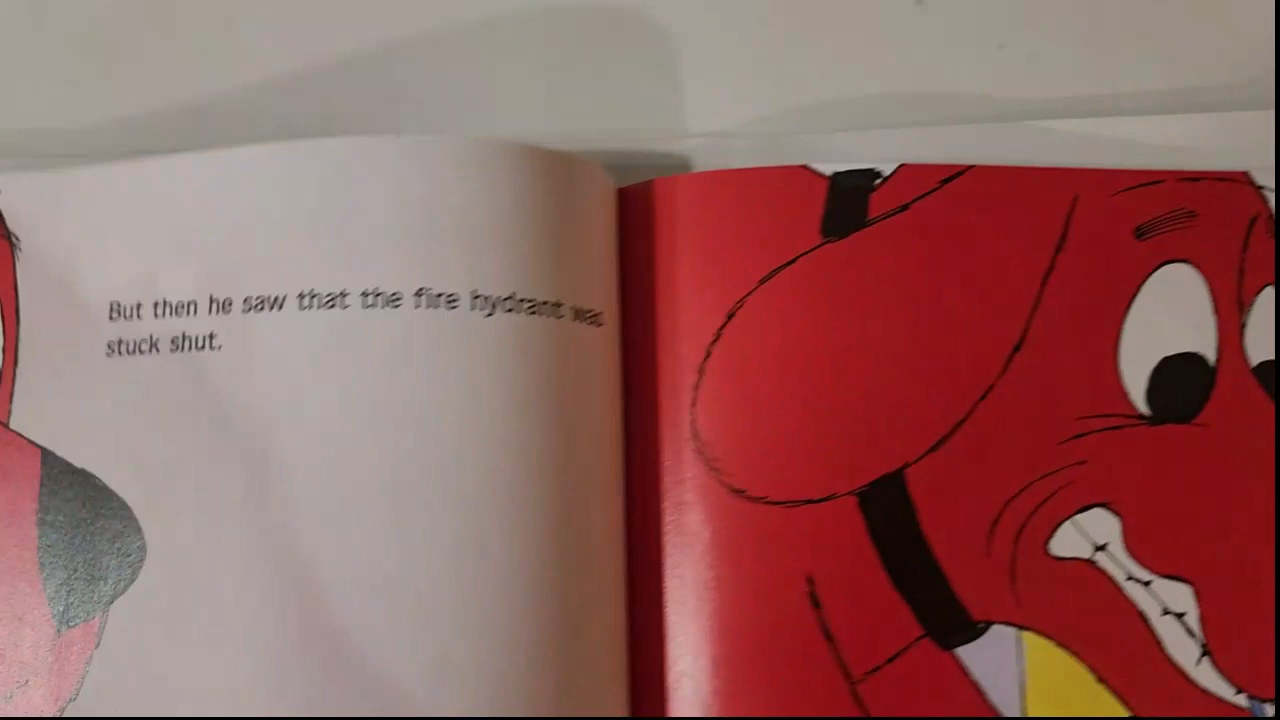 But then he saw that the fire hydrant was
stuck shut.